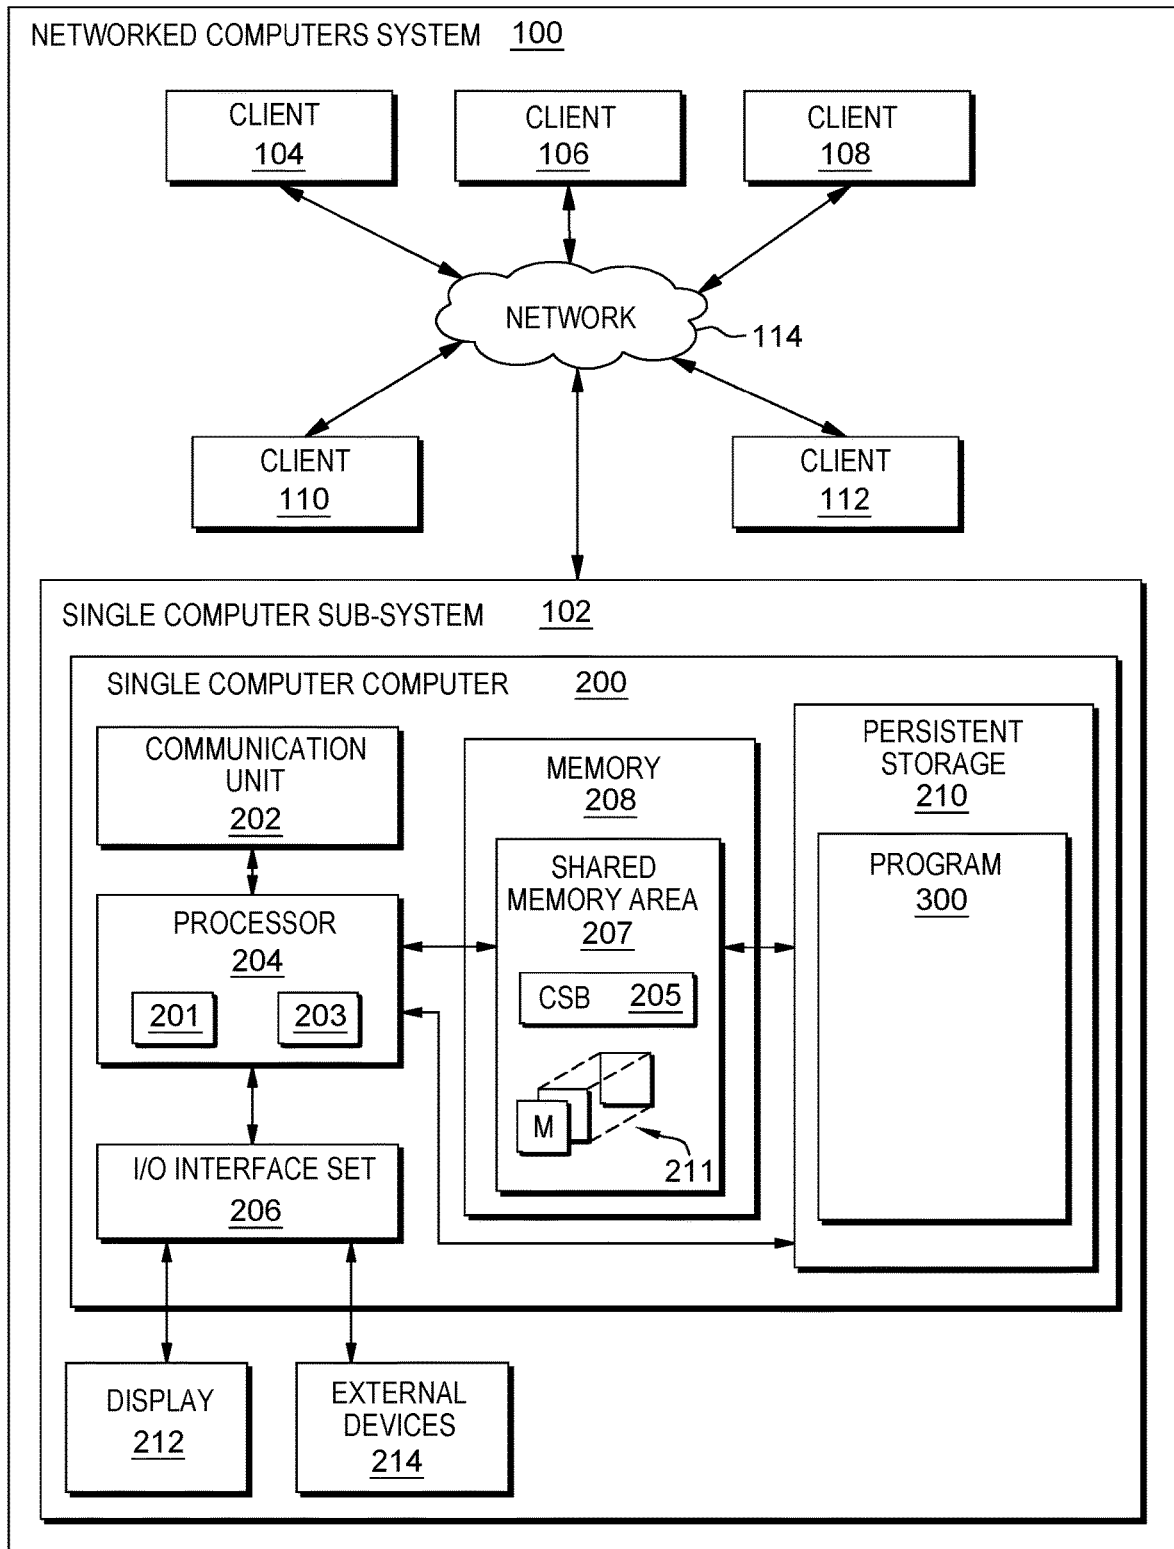 NETWORKED COMPUTERS SYSTEM 100
CLIENT
104
CLIENT
106
CLIENT
108
NETWORK
114
CLIENT
110
CLIENT
112
SINGLE COMPUTER SUB-SYSTEM 102
SINGLE COMPUTER COMPUTER 200
COMMUNICATION
UNIT
202
PROCESSOR
204
201
203
I/O INTERFACE SET
206
MEMORY
208
SHARED
MEMORY AREA
207
CSB 205
M
211
PERSISTENT
STORAGE
210
PROGRAM
300
DISPLAY
212
EXTERNAL
DEVICES
214